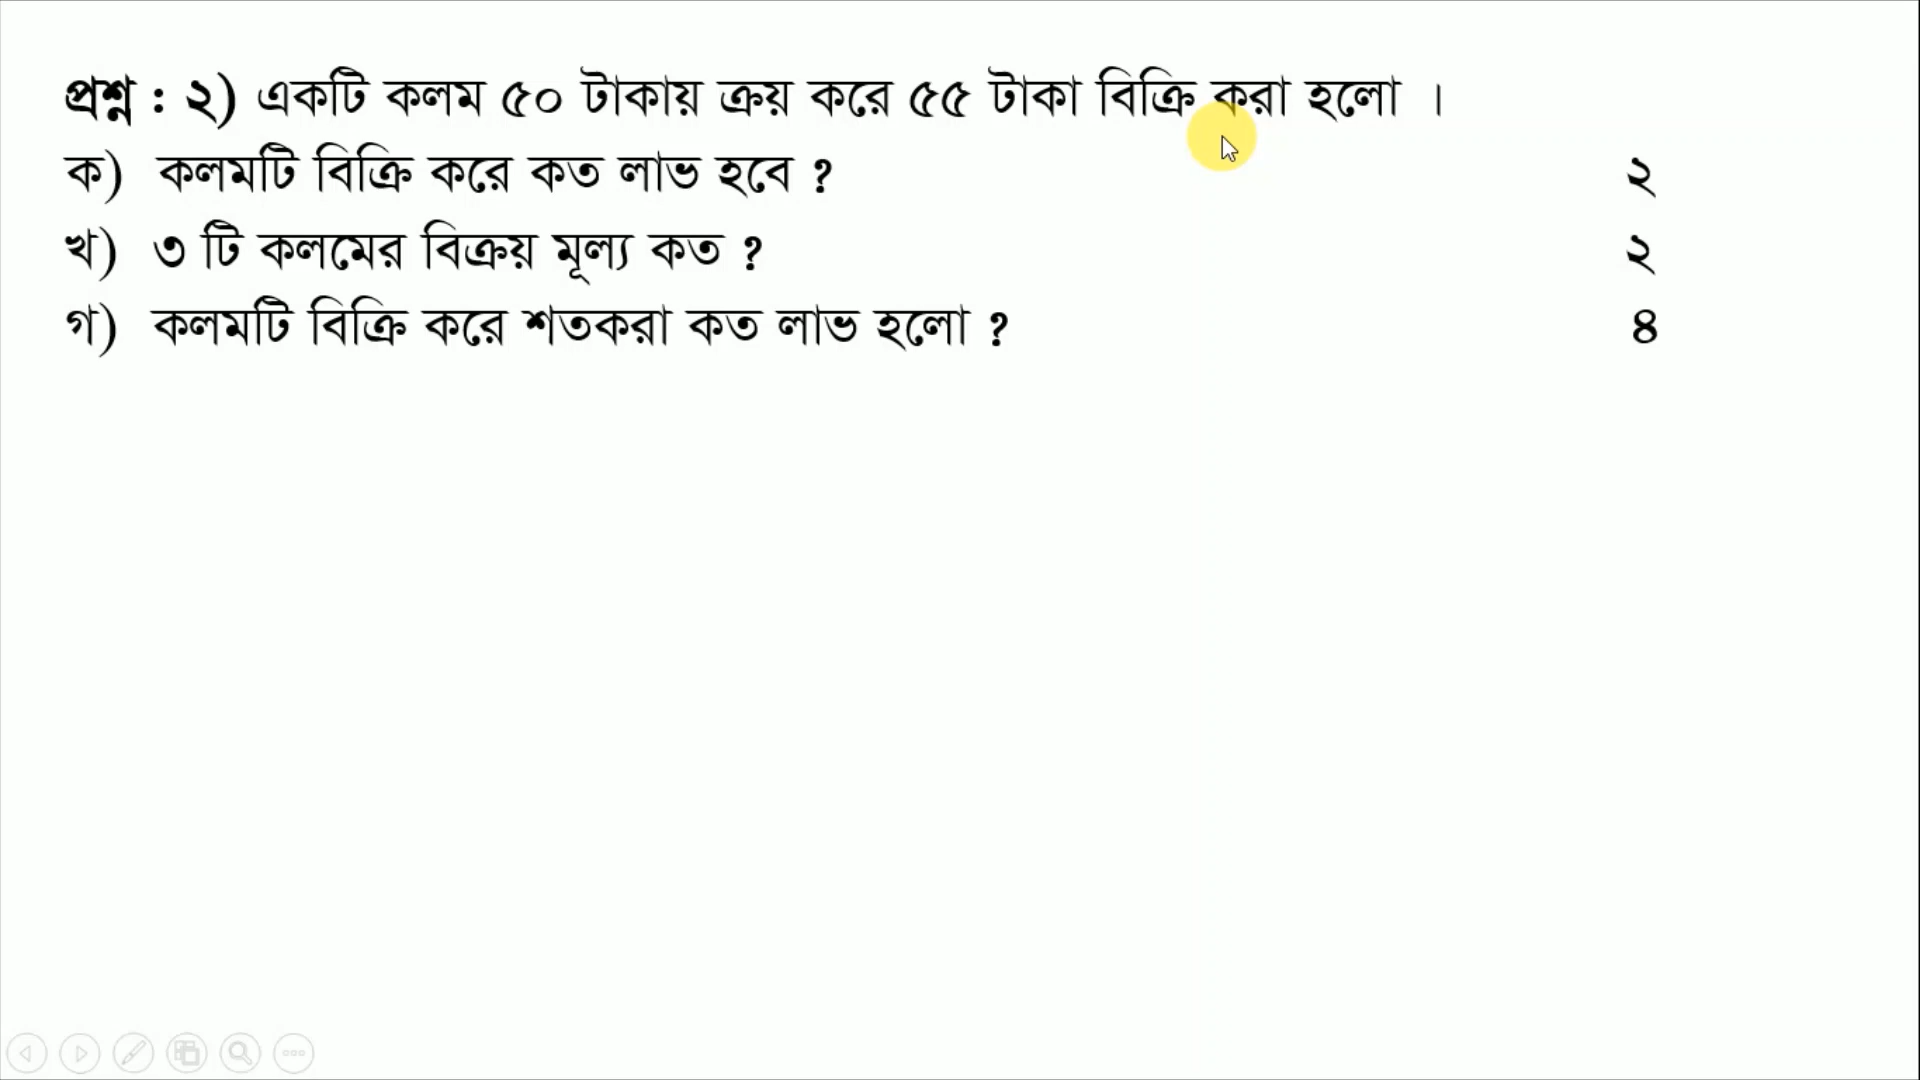 প্রশ্ন : ২) একটি কলম ৫০ টাকায় ক্রয় করে ৫৫ টাকা বিক্রি করা হলো ।
ক) কলমটি বিক্রি করে কত লাভ হবে ? ২
খ) ৩ টি কলমের বিক্রয় মূল্য কত ? ২
গ) কলমটি বিক্রি করে শতকরা কত লাভ হলো ? ৪